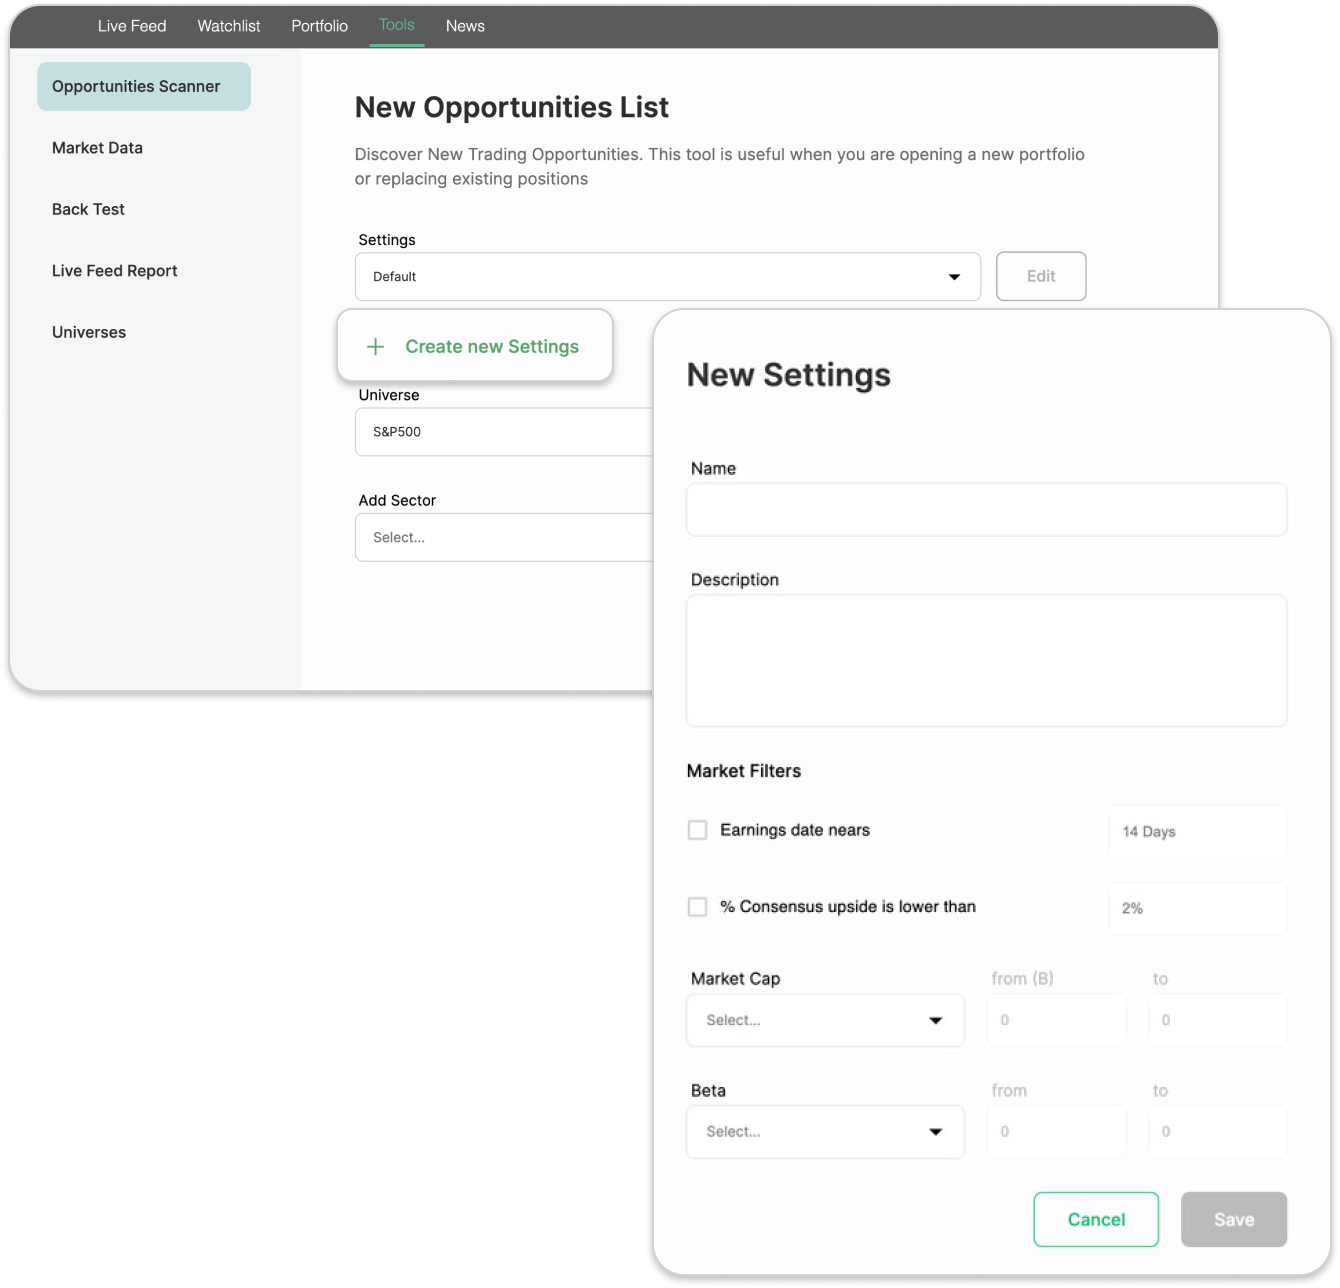 Live Feed Watchlist Portfolio Tools News
Opportunities Scanner
Market Data
Back Test
Live Feed Report
Universes
New Opportunities List
Discover New Trading Opportunities. This tool is useful when you are opening a new portfolio
or replacing existing positions
Settings
Default
Edit
+ Create new Settings
Universe
S&P500
Add Sector
Select...
New Settings
Name
Description
Market Filters
Earnings date nears 14 Days
% Consensus upside is lower than 2%
Market Cap from (B) to
Select... 0 0
Beta from to
Select... 0 0
Cancel Save